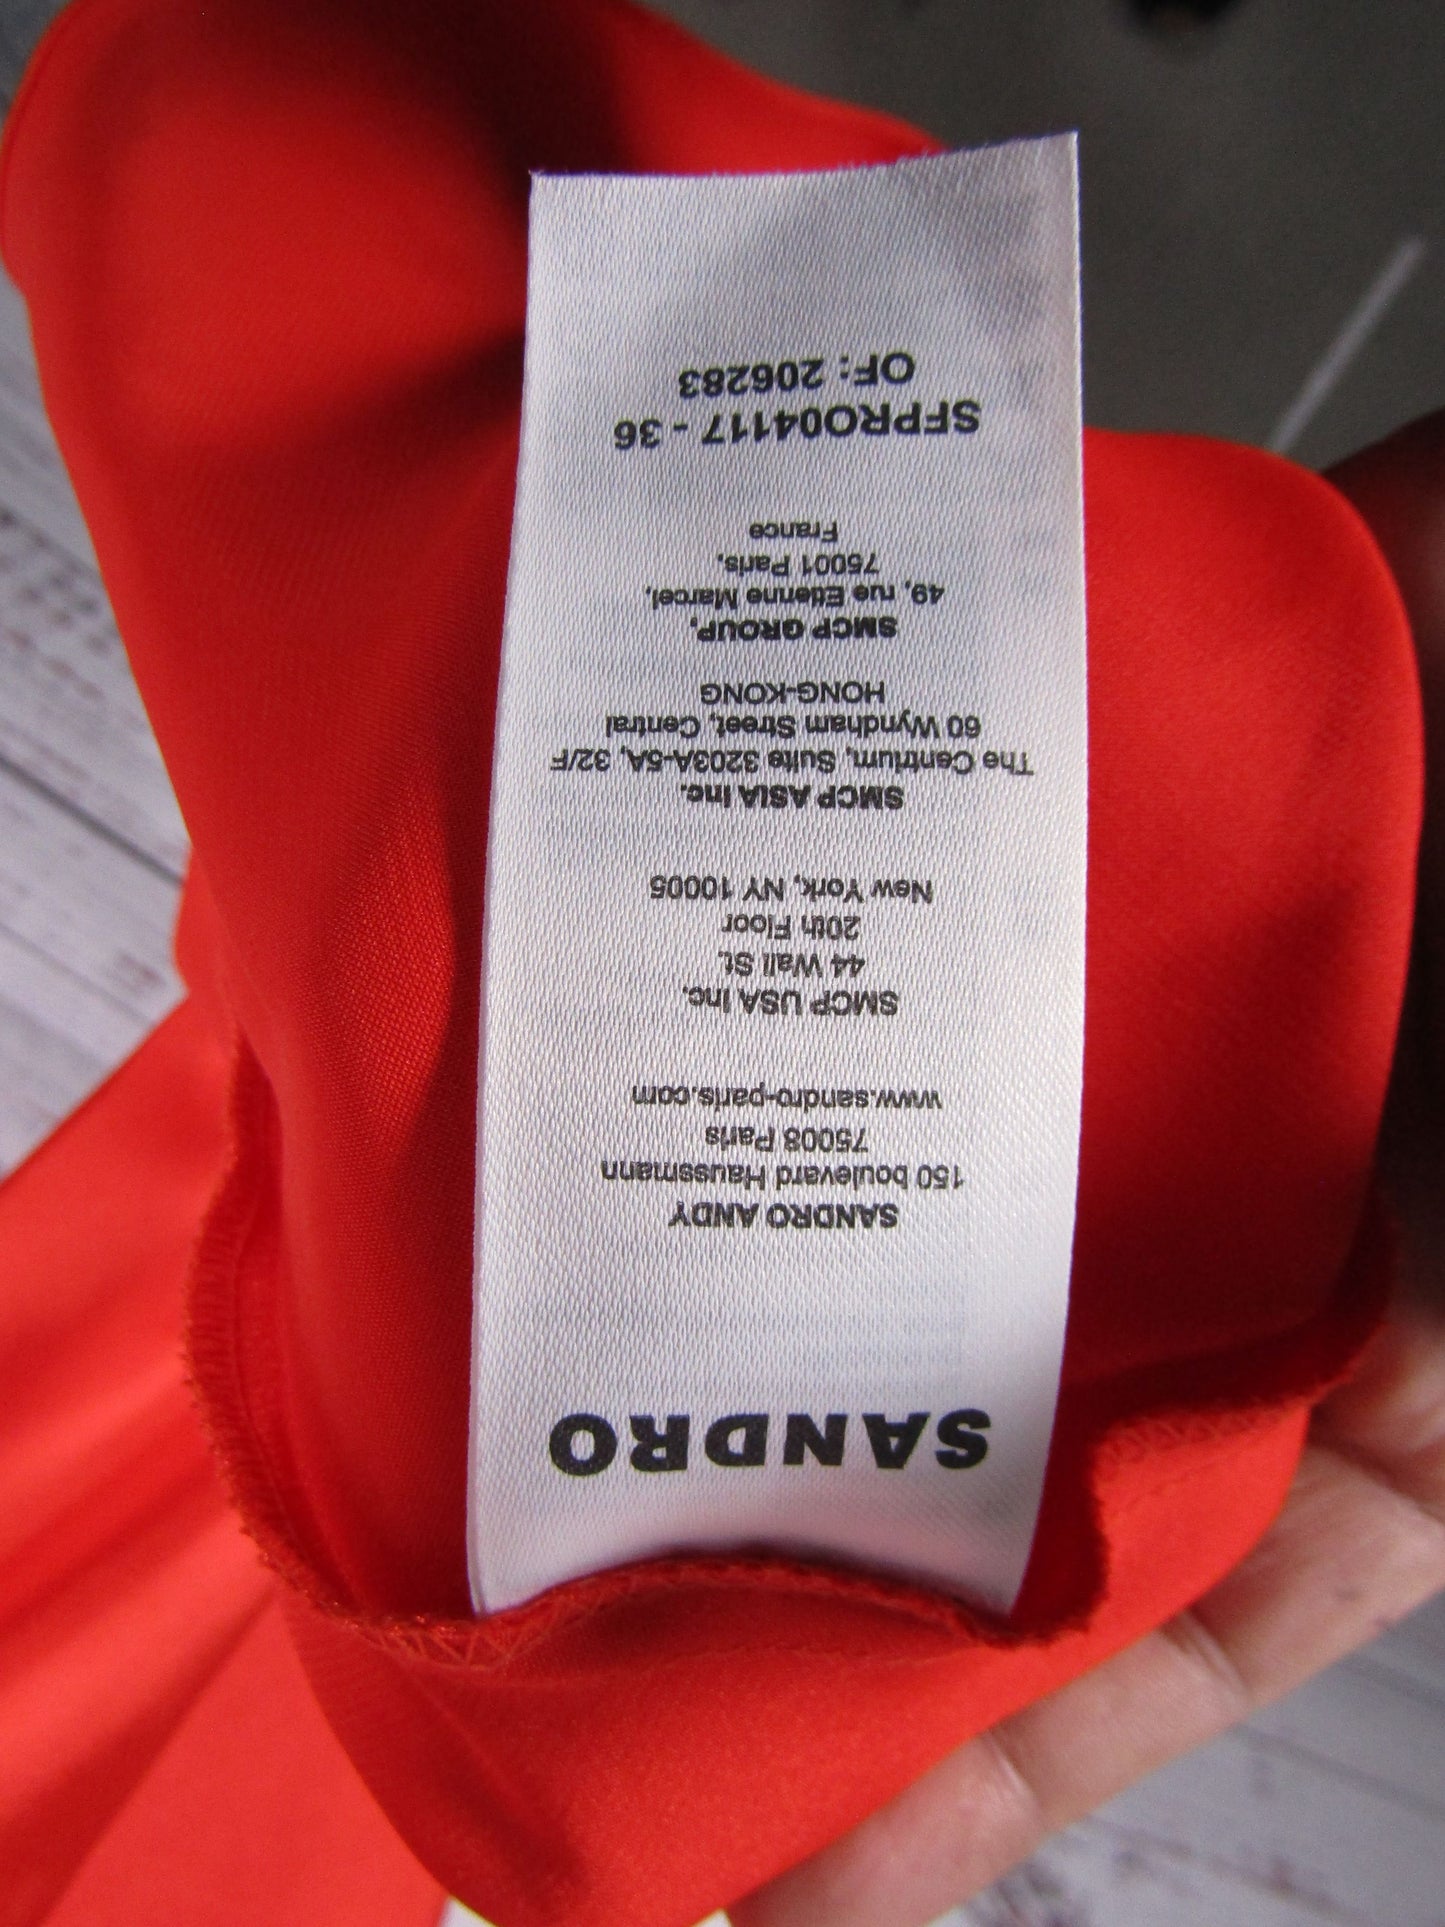 SANDRO
SANDRO ANDY
150 boulevard Haussmann
75008 Paris
www.sandro-paris.com
SMCP USA Inc.
44 Wall St.
20th Floor
New York, NY 10005
SMCP ASIA Inc.
The Centrium, Suite 3203A-5A, 32/F
60 Wyndham Street, Central
HONG-KONG
SMCP GROUP,
49, rue Etienne Marcel,
75001 Paris,
France
SFPRO04117 - 36
OF: 206283